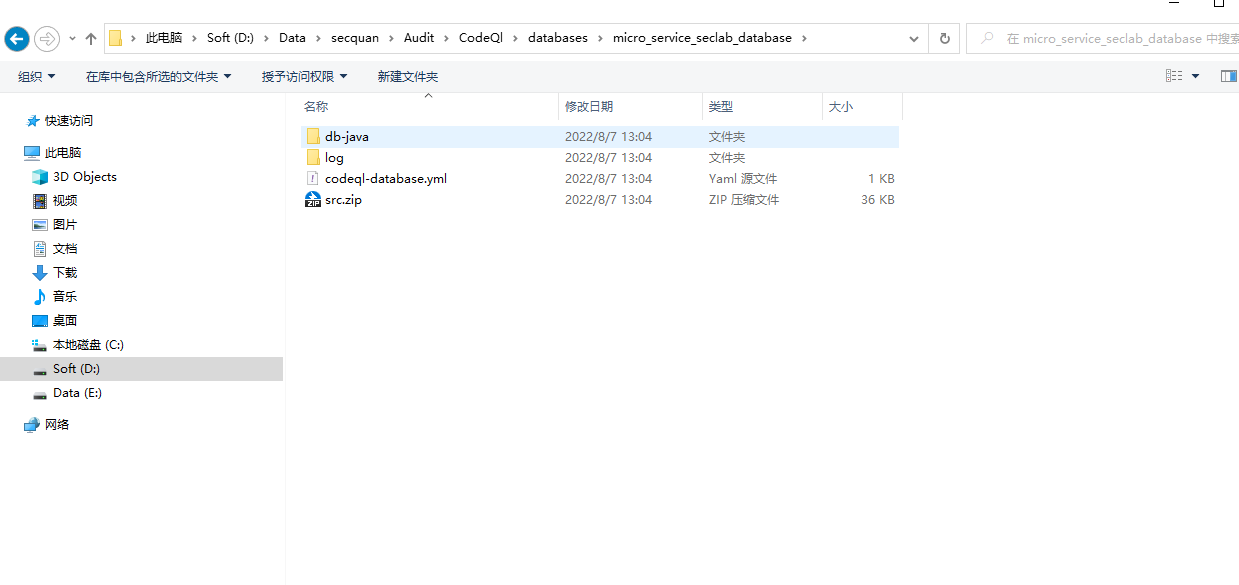 此电脑 Soft (D:) Data secquan Audit CodeQl databases micro_service_seclab_database
在 micro_service_seclab_database 中搜索
组织 在库中包含所选的文件夹 授予访问权限 新建文件夹
快速访问
此电脑
3D Objects
视频
图片
文档
下载
音乐
桌面
本地磁盘 (C:)
Soft (D:)
Data (E:)
网络
名称 修改日期 类型 大小
db-java 2022/8/7 13:04 文件夹
log 2022/8/7 13:04 文件夹
codeql-database.yml 2022/8/7 13:04 Yaml 源文件 1 KB
src.zip 2022/8/7 13:04 ZIP 压缩文件 36 KB